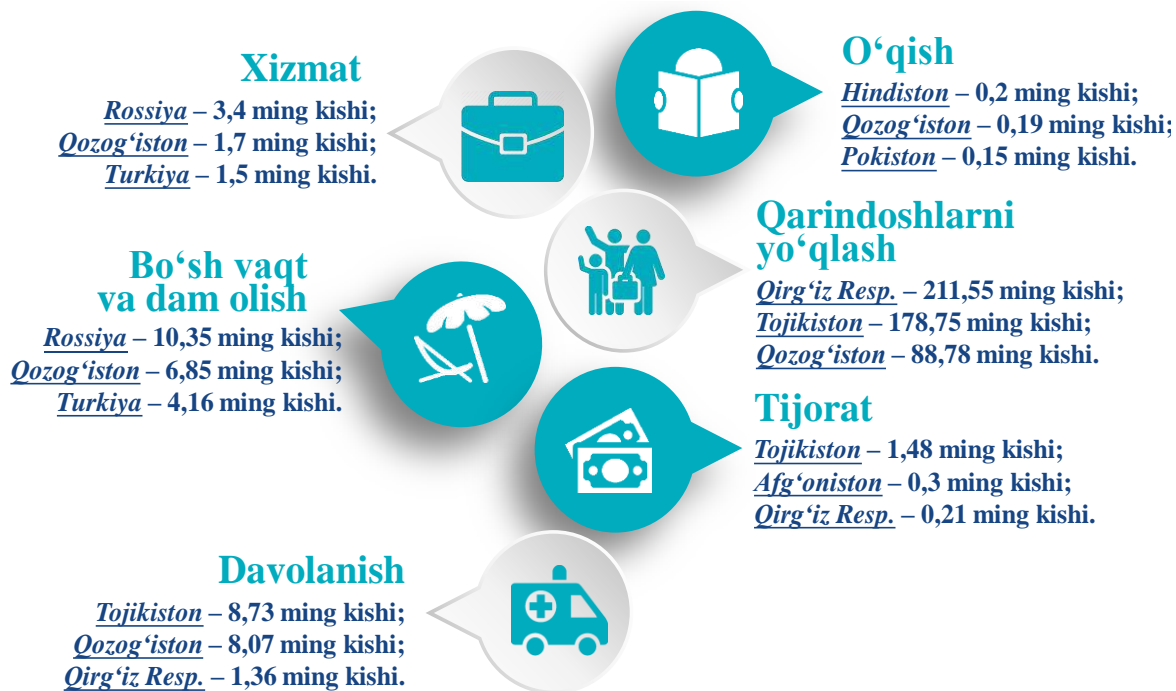 Xizmat
Rossiya – 3,4 ming kishi;
Qozog‘iston – 1,7 ming kishi;
Turkiya – 1,5 ming kishi.
O‘qish
Hindiston – 0,2 ming kishi;
Qozog‘iston – 0,19 ming kishi;
Pokiston – 0,15 ming kishi.
Qarindoshlarni
yo‘qlash
Qirg‘iz Resp. – 211,55 ming kishi;
Tojikiston – 178,75 ming kishi;
Qozog‘iston – 88,78 ming kishi.
Bo‘sh vaqt
va dam olish
Rossiya – 10,35 ming kishi;
Qozog‘iston – 6,85 ming kishi;
Turkiya – 4,16 ming kishi.
Tijorat
Tojikiston – 1,48 ming kishi;
Afg‘oniston – 0,3 ming kishi;
Qirg‘iz Resp. – 0,21 ming kishi.
Davolanish
Tojikiston – 8,73 ming kishi;
Qozog‘iston – 8,07 ming kishi;
Qirg‘iz Resp. – 1,36 ming kishi.